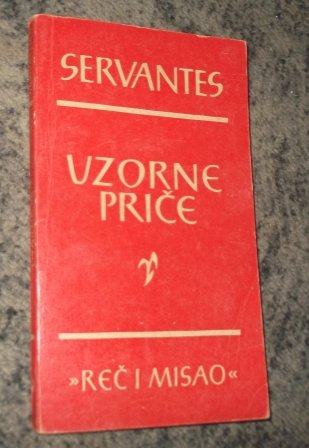 SERVANTES
UZORNE
PRIČE
»REČ I MISAO«